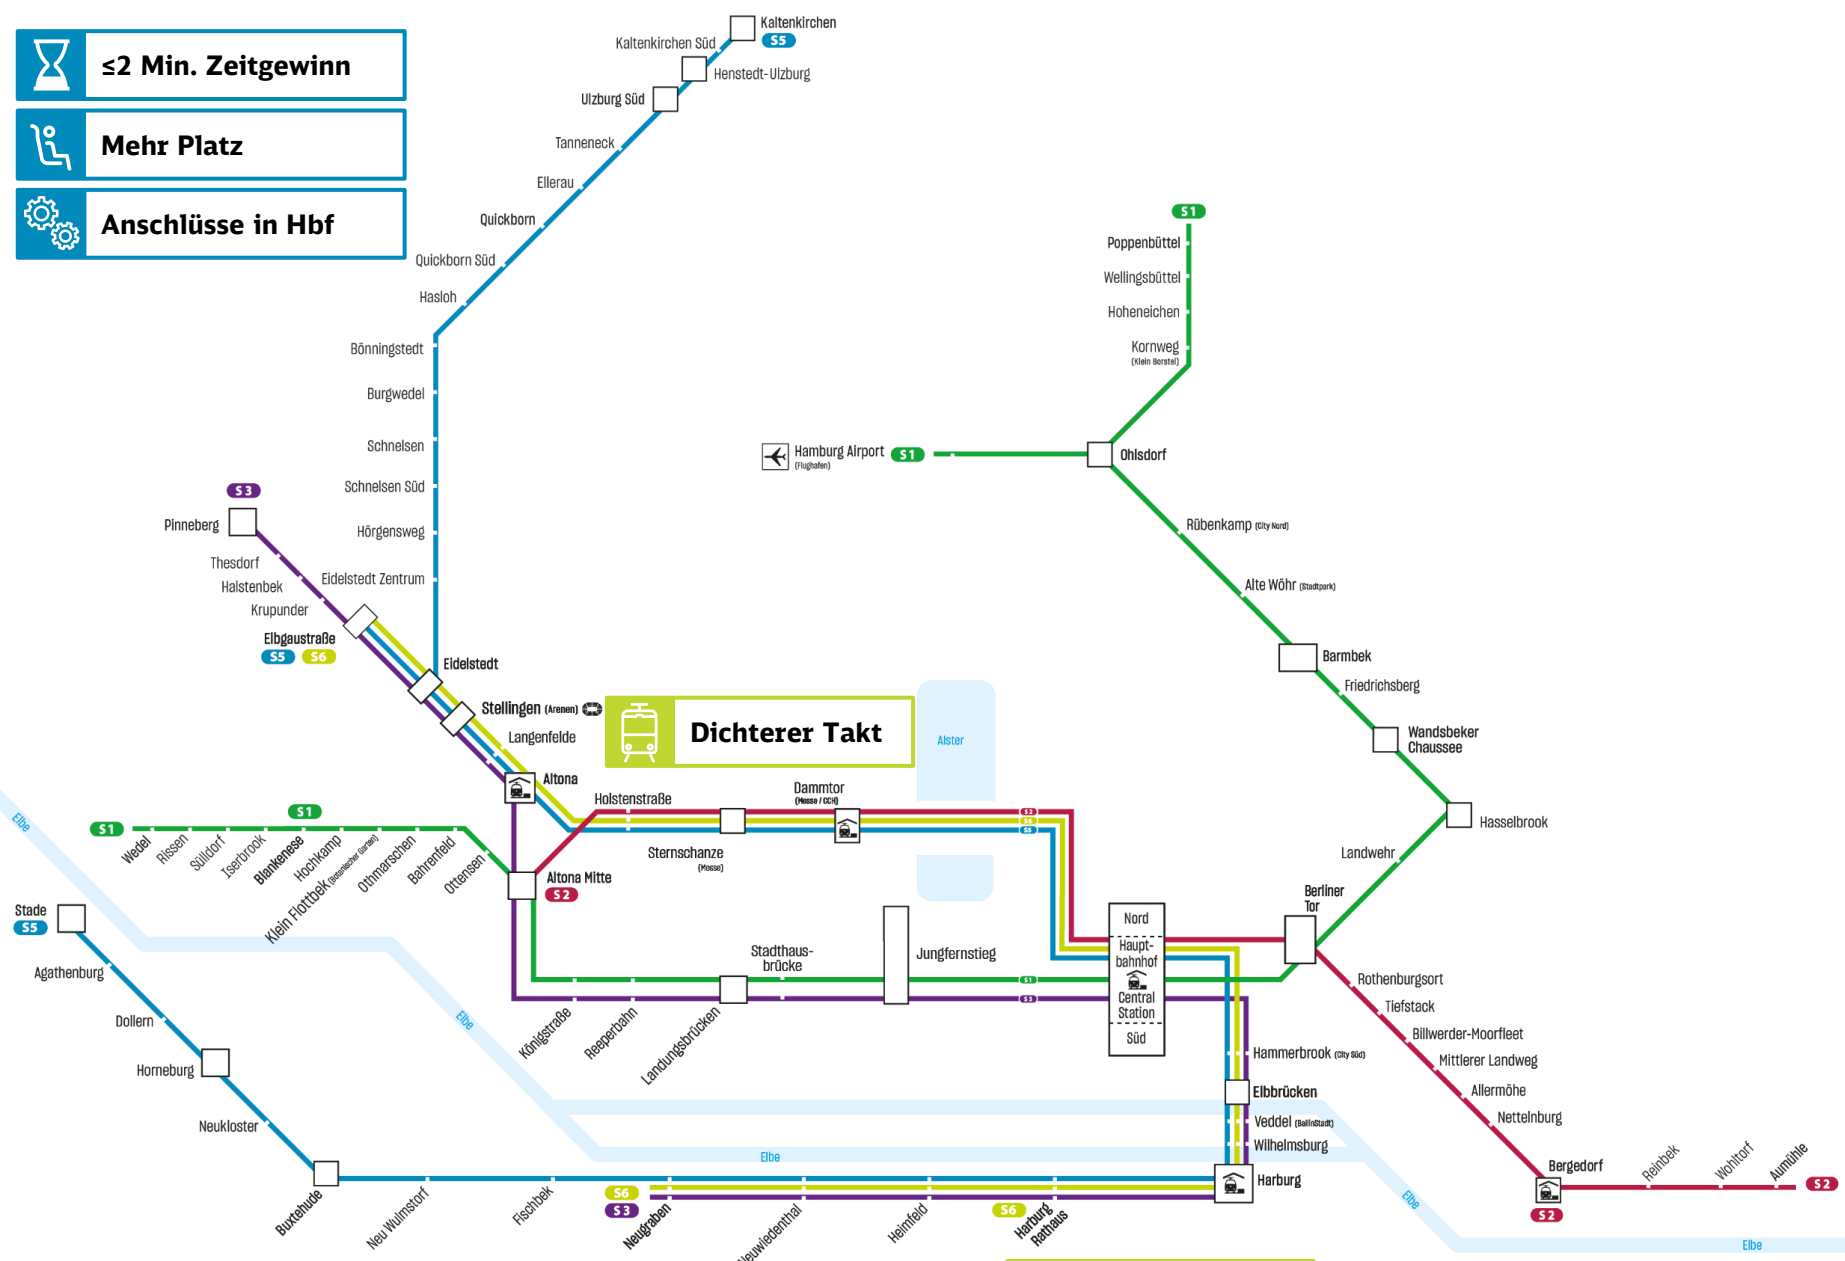 ≤2 Min. Zeitgewinn
Mehr Platz
Anschlüsse in Hbf
Kaltenkirchen
S5
Kaltenkirchen Süd
Henstedt-Ulzburg
Ulzburg Süd
Tanneneck
Ellerau
Quickborn
Quickborn Süd
Hasloh
Bönningstedt
Burgwedel
Schnelsen
Schnelsen Süd
Hörgensweg
Eidelstedt Zentrum
S1
Poppenbüttel
Wellingsbüttel
Hoheneichen
Kornweg
(Klein Borstel)
Hamburg Airport
(Flughafen)
S1
Ohlsdorf
Rübenkamp (City Nord)
Alte Wöhr (Stadtpark)
Barmbek
Friedrichsberg
Wandsbeker
Chaussee
Hasselbrook
Landwehr
Berliner
Tor
S3
Pinneberg
Thesdorf
Halstenbek
Krupunder
Elbgaustraße
S5 S6
Eidelstedt
Stellingen (Arenen)
Langenfelde
Altona
Dichterer Takt
Alster
Holstenstraße
Dammtor
(Messe / CCH)
Sternschanze
(Messe)
S2
S6
S5
Elbe
S1
S1
Wedel
Rissen
Sülldorf
Iserbrook
Blankenese
Hochkamp
Klein Flottbek (Botanischer Garten)
Othmarschen
Bahrenfeld
Ottensen
Altona Mitte
S2
Stade
S5
Agathenburg
Dollern
Horneburg
Neukloster
Buxtehude
Neu Wulmstorf
Fischbek
Elbe
Königstraße
Reeperbahn
Landungsbrücken
Stadthaus-
brücke
Jungfernstieg
S1
S3
Nord
Haupt-
bahnhof
Central
Station
Süd
Hammerbrook (City Süd)
Elbbrücken
Veddel (BallinStadt)
Wilhelmsburg
Harburg
Elbe
S6
S3
Neugraben
Neuwiedenthal
Heimfeld
S6
Harburg
Rathaus
Rothenburgsort
Tiefstack
Billwerder-Moorfleet
Mittlerer Landweg
Allermöhe
Nettelnburg
Bergedorf
S2
Reinbek
Wohltorf
Aumühle
S2
Elbe
Elbe